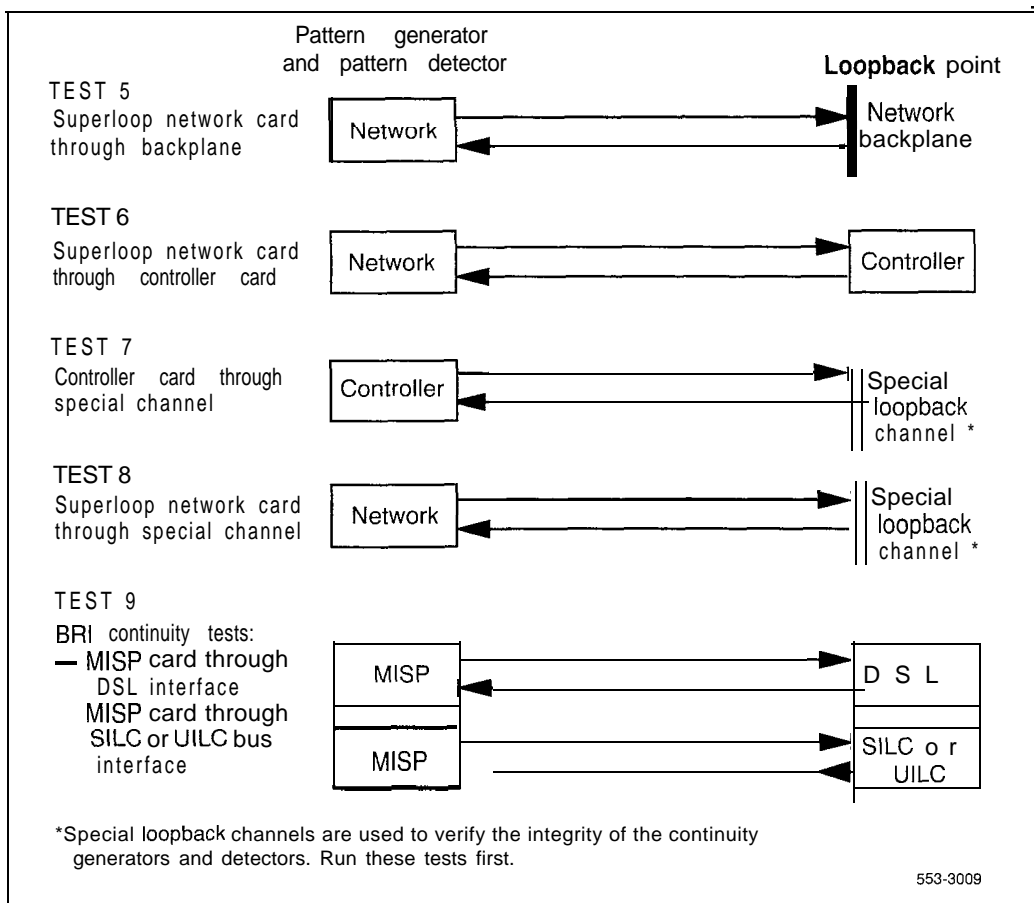 Pattern generator
and pattern detector
Loopback point
TEST 5
Superloop network card
through backplane
Network
Network
backplane
TEST 6
Superloop network card
through controller card
Network
Controller
TEST 7
Controller card through
special channel
Controller
Special
loopback
channel *
TEST 8
Superloop network card
through special channel
Network
Special
loopback
channel *
TEST 9
BRI continuity tests:
— MISP card through
DSL interface
MISP card through
SILC or UILC bus
interface
MISP
DSL
MISP
SILC or
UILC
*Special loopback channels are used to verify the integrity of the continuity
generators and detectors. Run these tests first.
553-3009